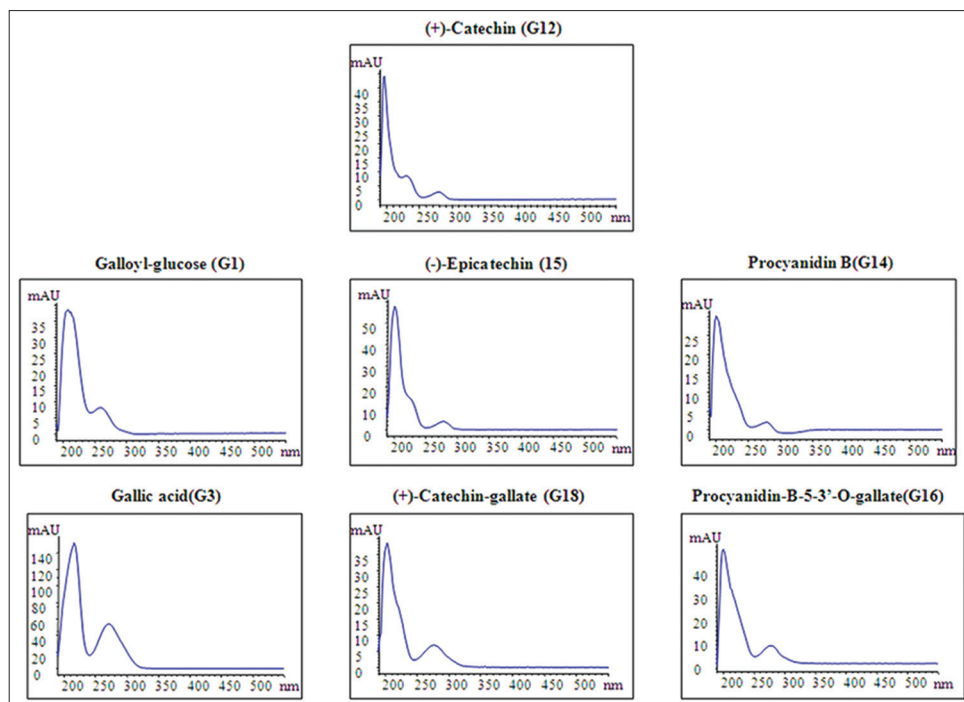 (+)-Catechin (G12)
mAU
40
35
30
25
20
15
10
5
0
200 250 300 350 400 450 500 nm
Galloyl-glucose (G1)
mAU
35
30
25
20
15
10
5
0
200 250 300 350 400 450 500 nm
(-)-Epicatechin (15)
mAU
50
40
30
20
10
0
200 250 300 350 400 450 500 nm
Procyanidin B(G14)
mAU
25
20
15
10
5
0
200 250 300 350 400 450 500 nm
Gallic acid(G3)
mAU
140
120
100
80
60
40
20
0
200 250 300 350 400 450 500 nm
(+)-Catechin-gallate (G18)
mAU
35
30
25
20
15
10
5
0
200 250 300 350 400 450 500 nm
Procyanidin-B-5-3’-O-gallate(G16)
mAU
40
30
20
10
0
200 250 300 350 400 450 500 nm